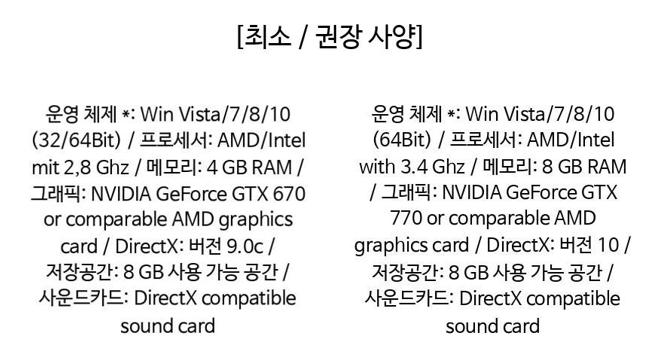 [최소 / 권장 사양]
운영 체제 *: Win Vista/7/8/10
(32/64Bit) / 프로세서: AMD/Intel
mit 2,8 Ghz / 메모리: 4 GB RAM /
그래픽: NVIDIA GeForce GTX 670
or comparable AMD graphics
card / DirectX: 버전 9.0c /
저장공간: 8 GB 사용 가능 공간 /
사운드카드: DirectX compatible
sound card
운영 체제 *: Win Vista/7/8/10
(64Bit) / 프로세서: AMD/Intel
with 3.4 Ghz / 메모리: 8 GB RAM
/ 그래픽: NVIDIA GeForce GTX
770 or comparable AMD
graphics card / DirectX: 버전 10 /
저장공간: 8 GB 사용 가능 공간 /
사운드카드: DirectX compatible
sound card